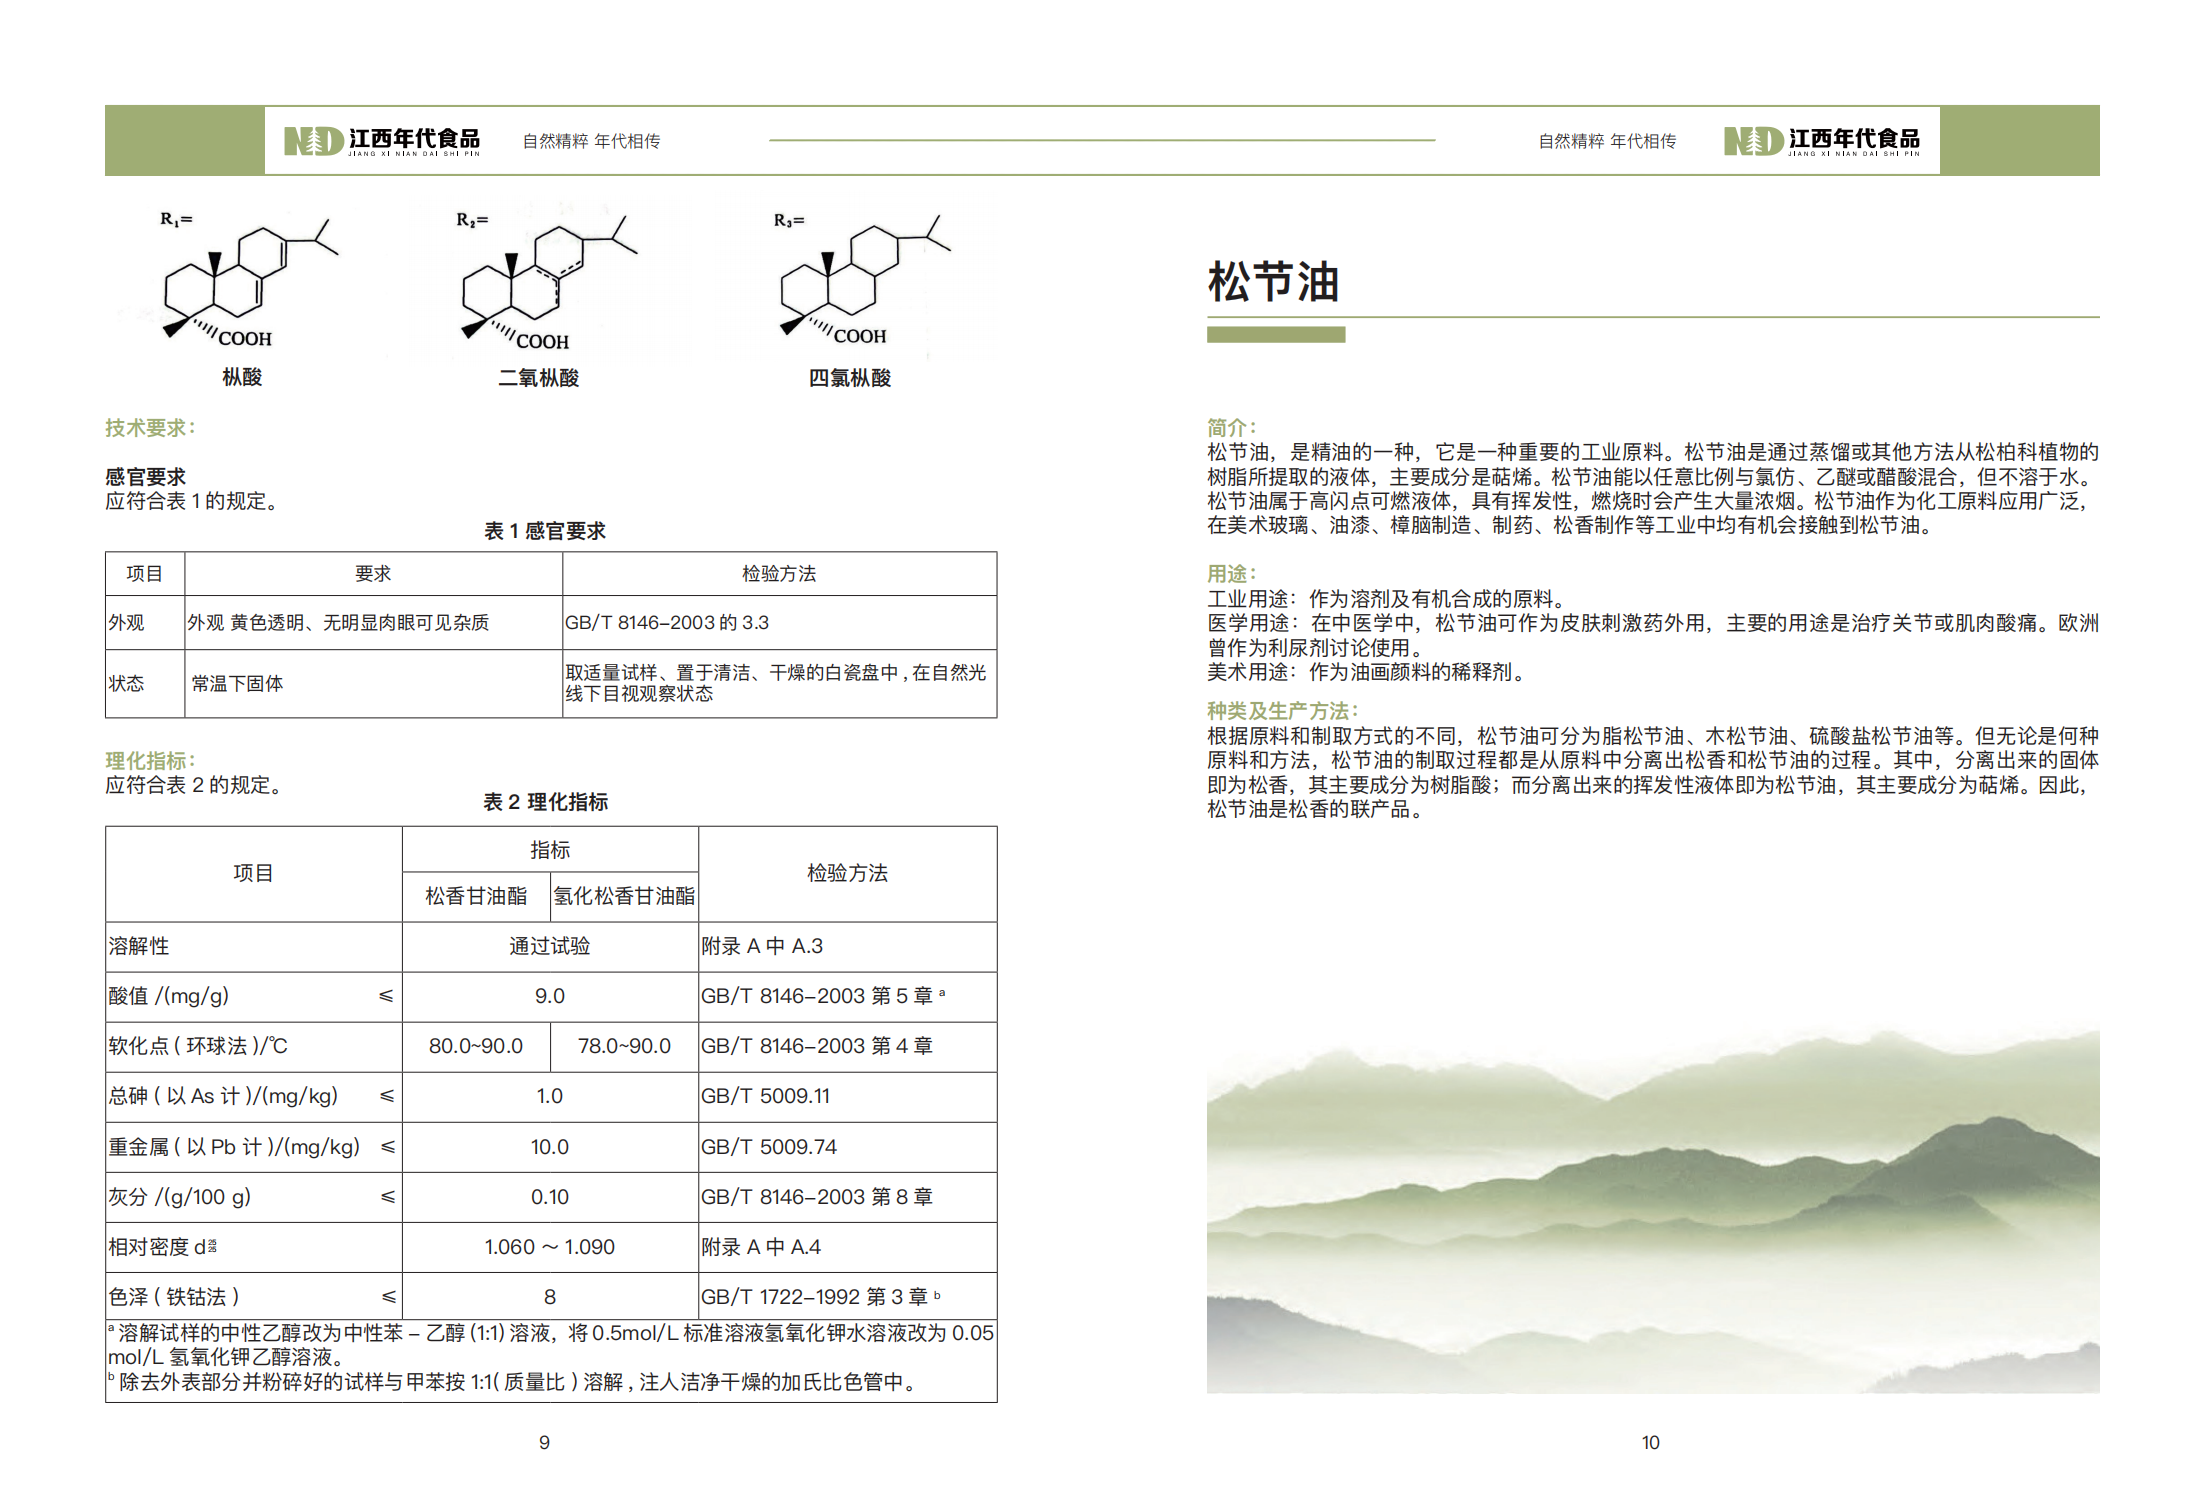 江西年代食品
JIANG XI NIAN DAI SHI PIN
自然精粹 年代相传
自然精粹 年代相传
江西年代食品
JIANG XI NIAN DAI SHI PIN
R₁=
COOH
枞酸
R₂=
COOH
二氧枞酸
R₃=
COOH
四氯枞酸
技术要求：
感官要求
应符合表 1 的规定。
表 1 感官要求
项目 要求 检验方法
外观 外观 黄色透明、无明显肉眼可见杂质 GB/T 8146–2003 的 3.3
状态 常温下固体 取适量试样、置于清洁、干燥的白瓷盘中 , 在自然光
线下目视观察状态
理化指标：
应符合表 2 的规定。
表 2 理化指标
项目 指标 检验方法
松香甘油酯 氢化松香甘油酯
溶解性 通过试验 附录 A 中 A.3
酸值 /(mg/g) ≤ 9.0 GB/T 8146–2003 第 5 章 ᵃ
软化点 ( 环球法 )/℃ 80.0~90.0 78.0~90.0 GB/T 8146–2003 第 4 章
总砷 ( 以 As 计 )/(mg/kg) ≤ 1.0 GB/T 5009.11
重金属 ( 以 Pb 计 )/(mg/kg) ≤ 10.0 GB/T 5009.74
灰分 /(g/100 g) ≤ 0.10 GB/T 8146–2003 第 8 章
相对密度 d 1.060 ～ 1.090 附录 A 中 A.4
色泽 ( 铁钴法 ) ≤ 8 GB/T 1722–1992 第 3 章 ᵇ
ᵃ 溶解试样的中性乙醇改为中性苯 – 乙醇 (1:1) 溶液，将 0.5mol/L 标准溶液氢氧化钾水溶液改为 0.05
mol/L 氢氧化钾乙醇溶液。
ᵇ 除去外表部分并粉碎好的试样与甲苯按 1:1( 质量比 ) 溶解 , 注人洁净干燥的加氏比色管中。
9
松节油
简介：
松节油，是精油的一种，它是一种重要的工业原料。松节油是通过蒸馏或其他方法从松柏科植物的
树脂所提取的液体，主要成分是萜烯。松节油能以任意比例与氯仿、乙醚或醋酸混合，但不溶于水。
松节油属于高闪点可燃液体，具有挥发性，燃烧时会产生大量浓烟。松节油作为化工原料应用广泛，
在美术玻璃、油漆、樟脑制造、制药、松香制作等工业中均有机会接触到松节油。
用途：
工业用途：作为溶剂及有机合成的原料。
医学用途：在中医学中，松节油可作为皮肤刺激药外用，主要的用途是治疗关节或肌肉酸痛。欧洲
曾作为利尿剂讨论使用。
美术用途：作为油画颜料的稀释剂。
种类及生产方法：
根据原料和制取方式的不同，松节油可分为脂松节油、木松节油、硫酸盐松节油等。但无论是何种
原料和方法，松节油的制取过程都是从原料中分离出松香和松节油的过程。其中，分离出来的固体
即为松香，其主要成分为树脂酸；而分离出来的挥发性液体即为松节油，其主要成分为萜烯。因此，
松节油是松香的联产品。
10